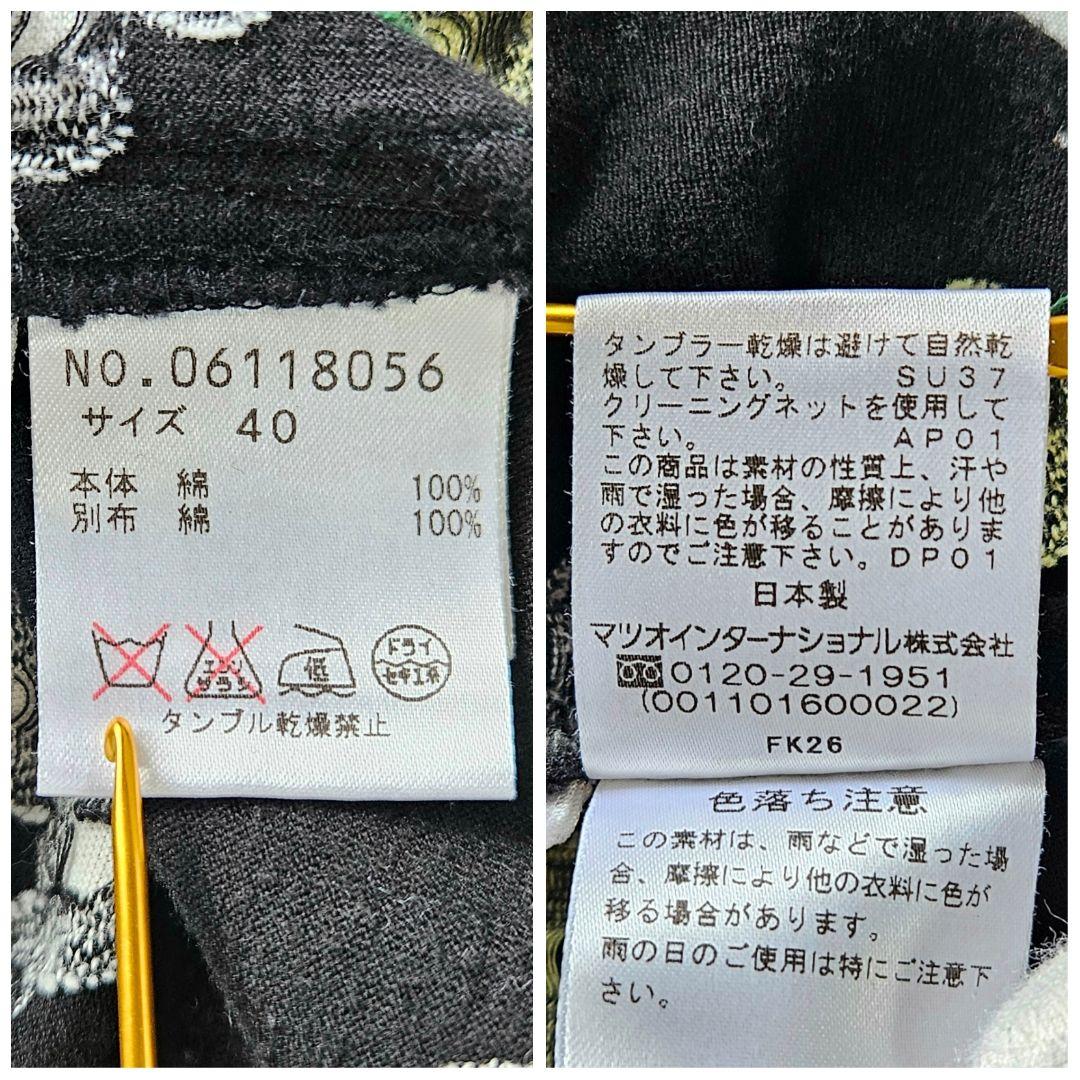 NO.06118056
サイズ 40
本体 綿 100%
別布 綿 100%
エンソ
サラシ
低
ドライ
セキユ系
タンブル乾燥禁止
タンブラー乾燥は避けて自然乾
燥して下さい。 SU37
クリーニングネットを使用して
下さい。 AP01
この商品は素材の性質上、汗や
雨で湿った場合、摩擦により他
の衣料に色が移ることがありま
すのでご注意下さい。DP01
日本製
マツオインターナショナル株式会社
0120-29-1951
(001101600022)
FK26
色落ち注意
この素材は、雨などで湿った場
合、摩擦により他の衣料に色が
移る場合があります。
雨の日のご使用は特にご注意下
さい。